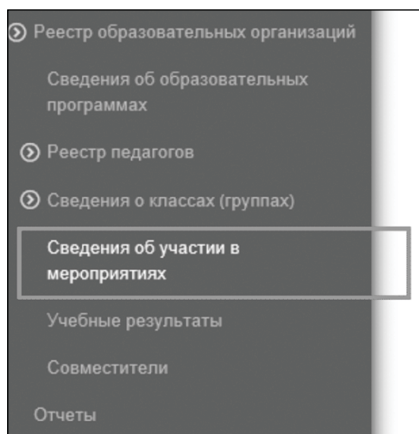 Реестр образовательных организаций
Сведения об образовательных
программах
Реестр педагогов
Сведения о классах (группах)
Сведения об участии в
мероприятиях
Учебные результаты
Совместители
Отчеты